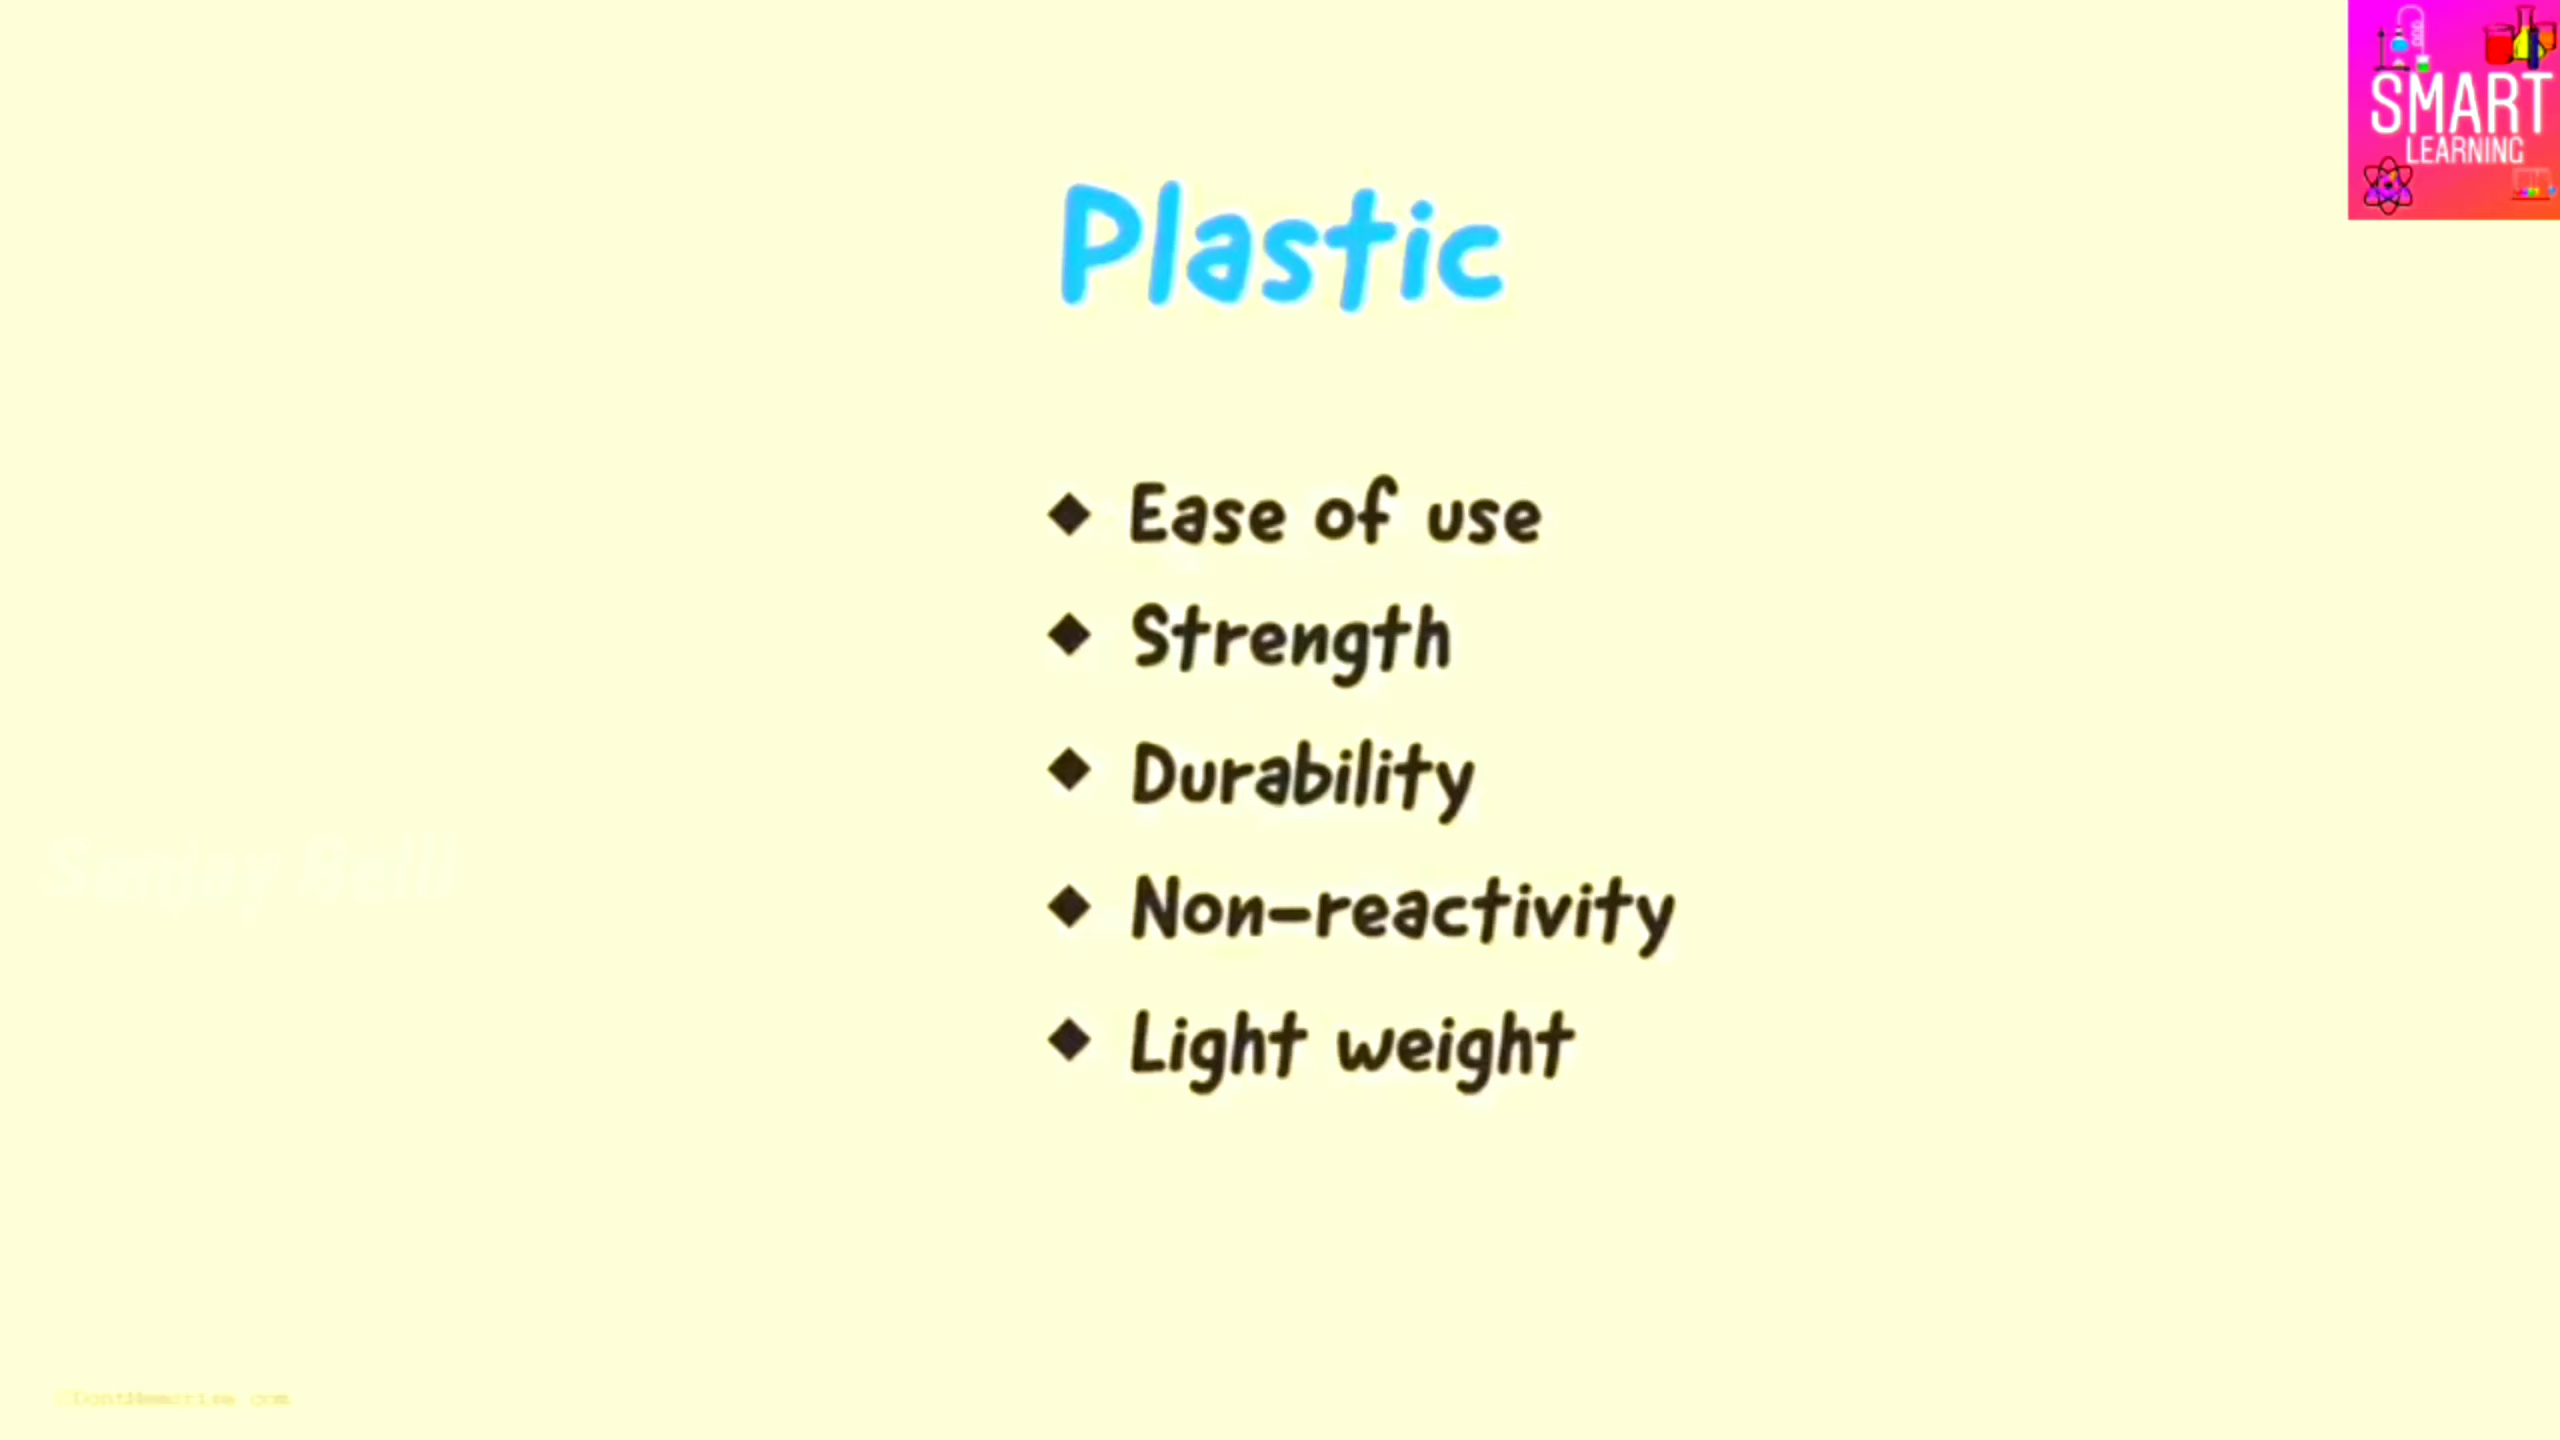 SMART
LEARNING
Plastic
◆ Ease of use
◆ Strength
◆ Durability
◆ Non-reactivity
◆ Light weight